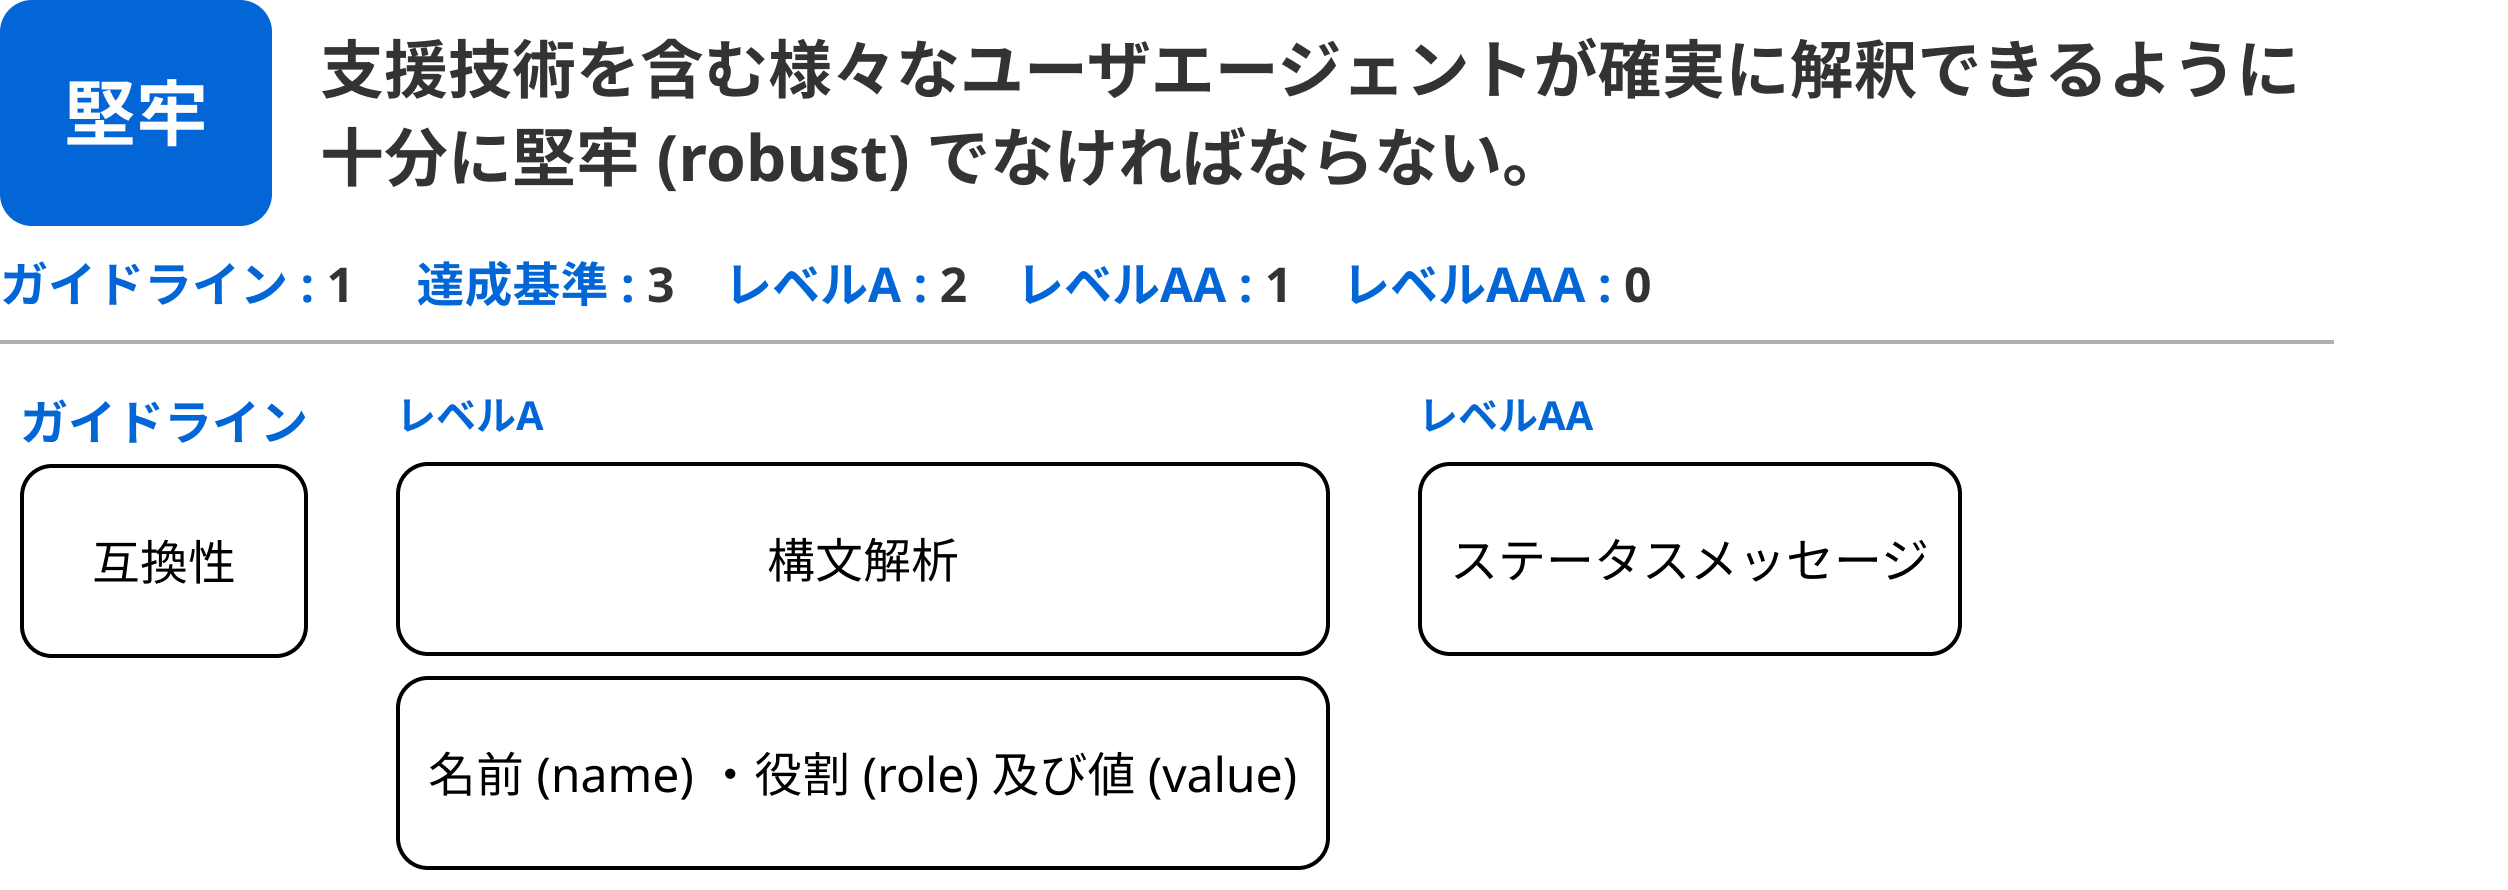 堅牢
支援技術を含む様々なユーザエージェントが確実に解釈できるように
十分に堅牢 (robust) でなければならない。
ガイドライン：1 達成基準：3 レベルA：2 レベルAA：1 レベルAAA：0
ガイドライン レベルA レベルAA
互換性 構文解析 ステータスメッセージ
名前 (name) ・役割 (role) 及び値 (value)